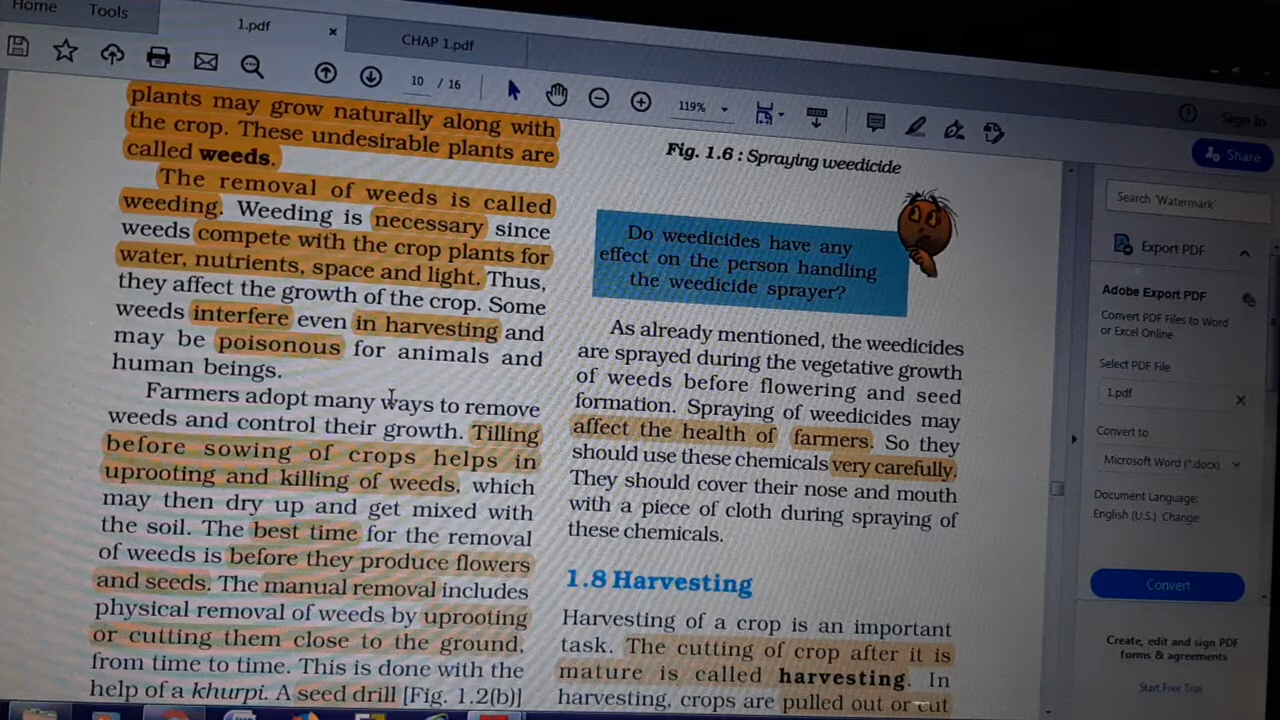 Home
Tools
1.pdf
×
CHAP 1.pdf
10 / 16
119%
Sign In
Share
plants may grow naturally along with
the crop. These undesirable plants are
called weeds.
The removal of weeds is called
weeding. Weeding is necessary since
weeds compete with the crop plants for
water, nutrients, space and light. Thus,
they affect the growth of the crop. Some
weeds interfere even in harvesting and
may be poisonous for animals and
human beings.
Farmers adopt many ways to remove
weeds and control their growth. Tilling
before sowing of crops helps in
uprooting and killing of weeds, which
may then dry up and get mixed with
the soil. The best time for the removal
of weeds is before they produce flowers
and seeds. The manual removal includes
physical removal of weeds by uprooting
or cutting them close to the ground,
from time to time. This is done with the
help of a khurpi. A seed drill [Fig. 1.2(b)]
Fig. 1.6 : Spraying weedicide
Do weedicides have any
effect on the person handling
the weedicide sprayer?
As already mentioned, the weedicides
are sprayed during the vegetative growth
of weeds before flowering and seed
formation. Spraying of weedicides may
affect the health of farmers. So they
should use these chemicals very carefully.
They should cover their nose and mouth
with a piece of cloth during spraying of
these chemicals.
1.8 Harvesting
Harvesting of a crop is an important
task. The cutting of crop after it is
mature is called harvesting. In
harvesting, crops are pulled out or cut
Search 'Watermark'
Export PDF
Adobe Export PDF
Convert PDF Files to Word
or Excel Online
Select PDF File
1.pdf
×
Convert to
Microsoft Word (*.docx)
Document Language:
English (U.S.) Change
Convert
Create, edit and sign PDF
forms & agreements
Start Free Trial